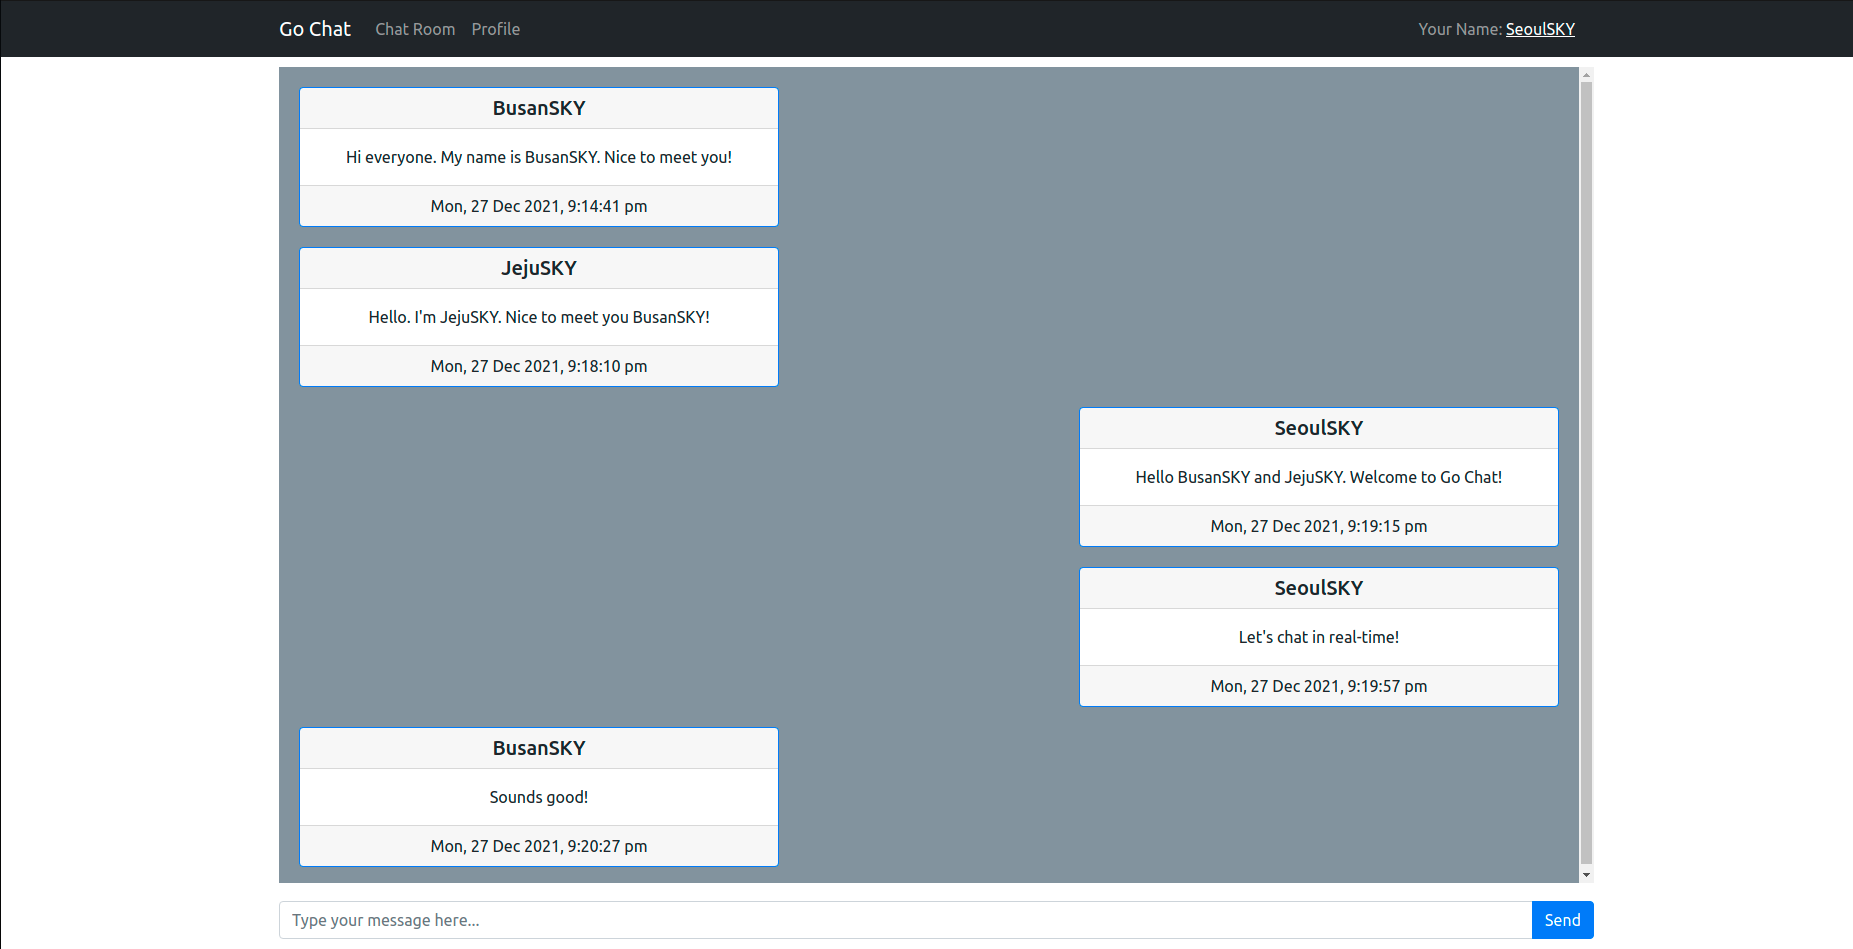 Go Chat Chat Room Profile Your Name: SeoulSKY
BusanSKY
Hi everyone. My name is BusanSKY. Nice to meet you!
Mon, 27 Dec 2021, 9:14:41 pm
JejuSKY
Hello. I'm JejuSKY. Nice to meet you BusanSKY!
Mon, 27 Dec 2021, 9:18:10 pm
SeoulSKY
Hello BusanSKY and JejuSKY. Welcome to Go Chat!
Mon, 27 Dec 2021, 9:19:15 pm
SeoulSKY
Let's chat in real-time!
Mon, 27 Dec 2021, 9:19:57 pm
BusanSKY
Sounds good!
Mon, 27 Dec 2021, 9:20:27 pm
Type your message here... Send